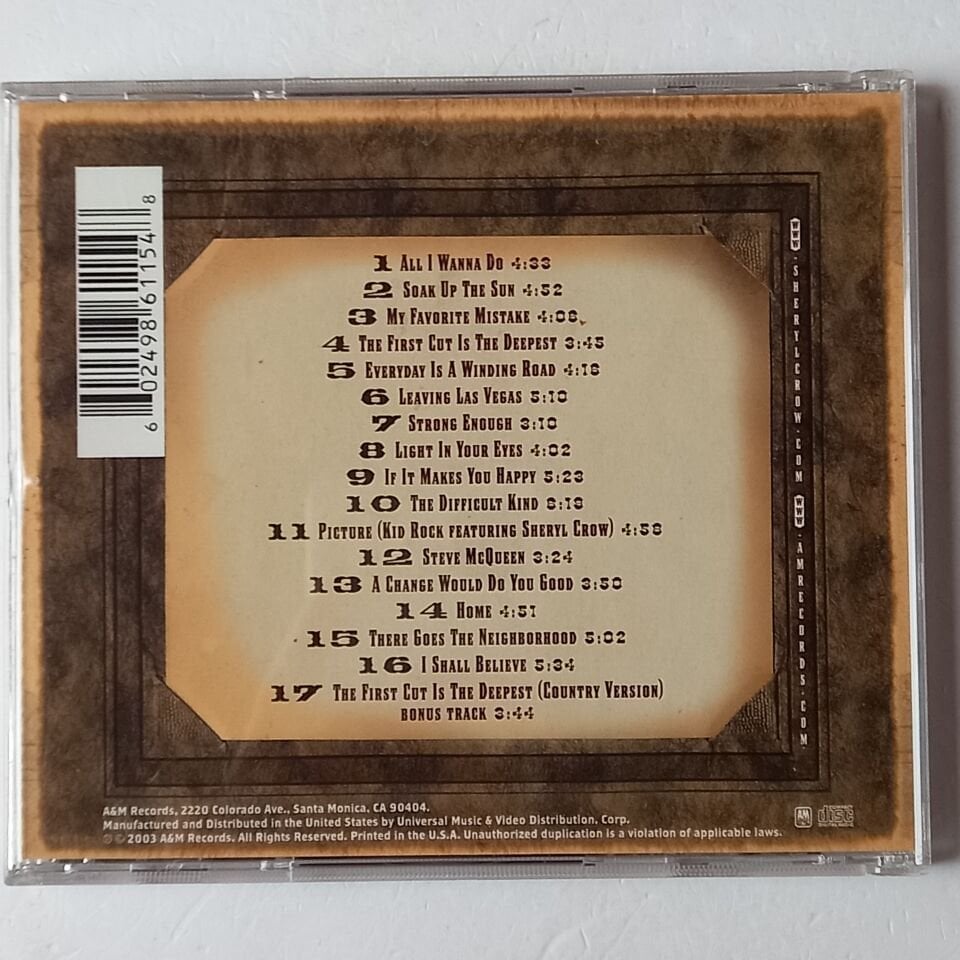 1 ALL I WANNA DO 4:33
2 SOAK UP THE SUN 4:52
3 MY FAVORITE MISTAKE 4:08
4 THE FIRST CUT IS THE DEEPEST 3:45
5 EVERYDAY IS A WINDING ROAD 4:18
6 LEAVING LAS VEGAS 5:10
7 STRONG ENOUGH 3:10
8 LIGHT IN YOUR EYES 4:02
9 IF IT MAKES YOU HAPPY 5:23
10 THE DIFFICULT KIND 6:18
11 PICTURE (KID ROCK FEATURING SHERYL CROW) 4:58
12 STEVE MCQUEEN 3:24
13 A CHANGE WOULD DO YOU GOOD 3:50
14 HOME 4:51
15 THERE GOES THE NEIGHBORHOOD 5:02
16 I SHALL BELIEVE 5:34
17 THE FIRST CUT IS THE DEEPEST (COUNTRY VERSION)
BONUS TRACK 3:44
6 02498 61154 8
WWW·SHERYLCROW·COM WWW·AMRECORDS·COM
A&M Records, 2220 Colorado Ave., Santa Monica, CA 90404.
Manufactured and Distributed in the United States by Universal Music & Video Distribution, Corp.
℗©2003 A&M Records. All Rights Reserved. Printed in the U.S.A. Unauthorized duplication is a violation of applicable laws.
AM
disc
DIGITAL AUDIO